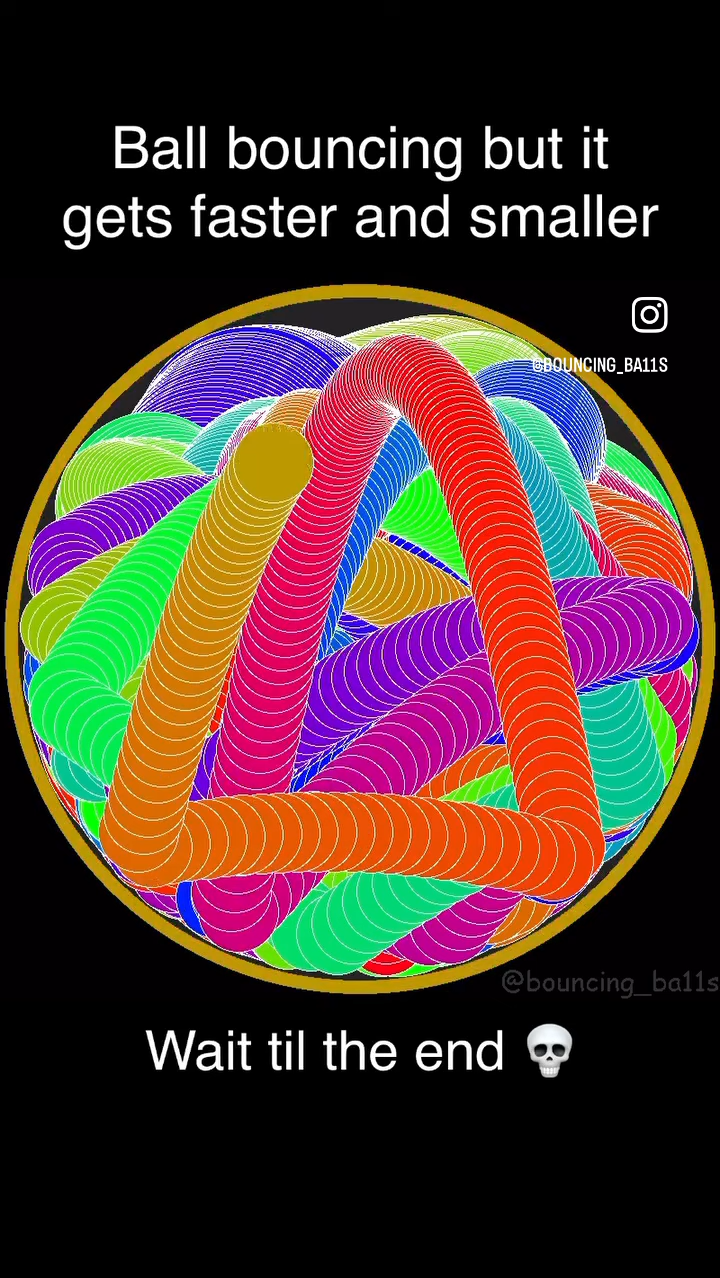 Ball bouncing but it
gets faster and smaller
@BOUNCING_BA11S
@bouncing_ba11s
Wait til the end 💀